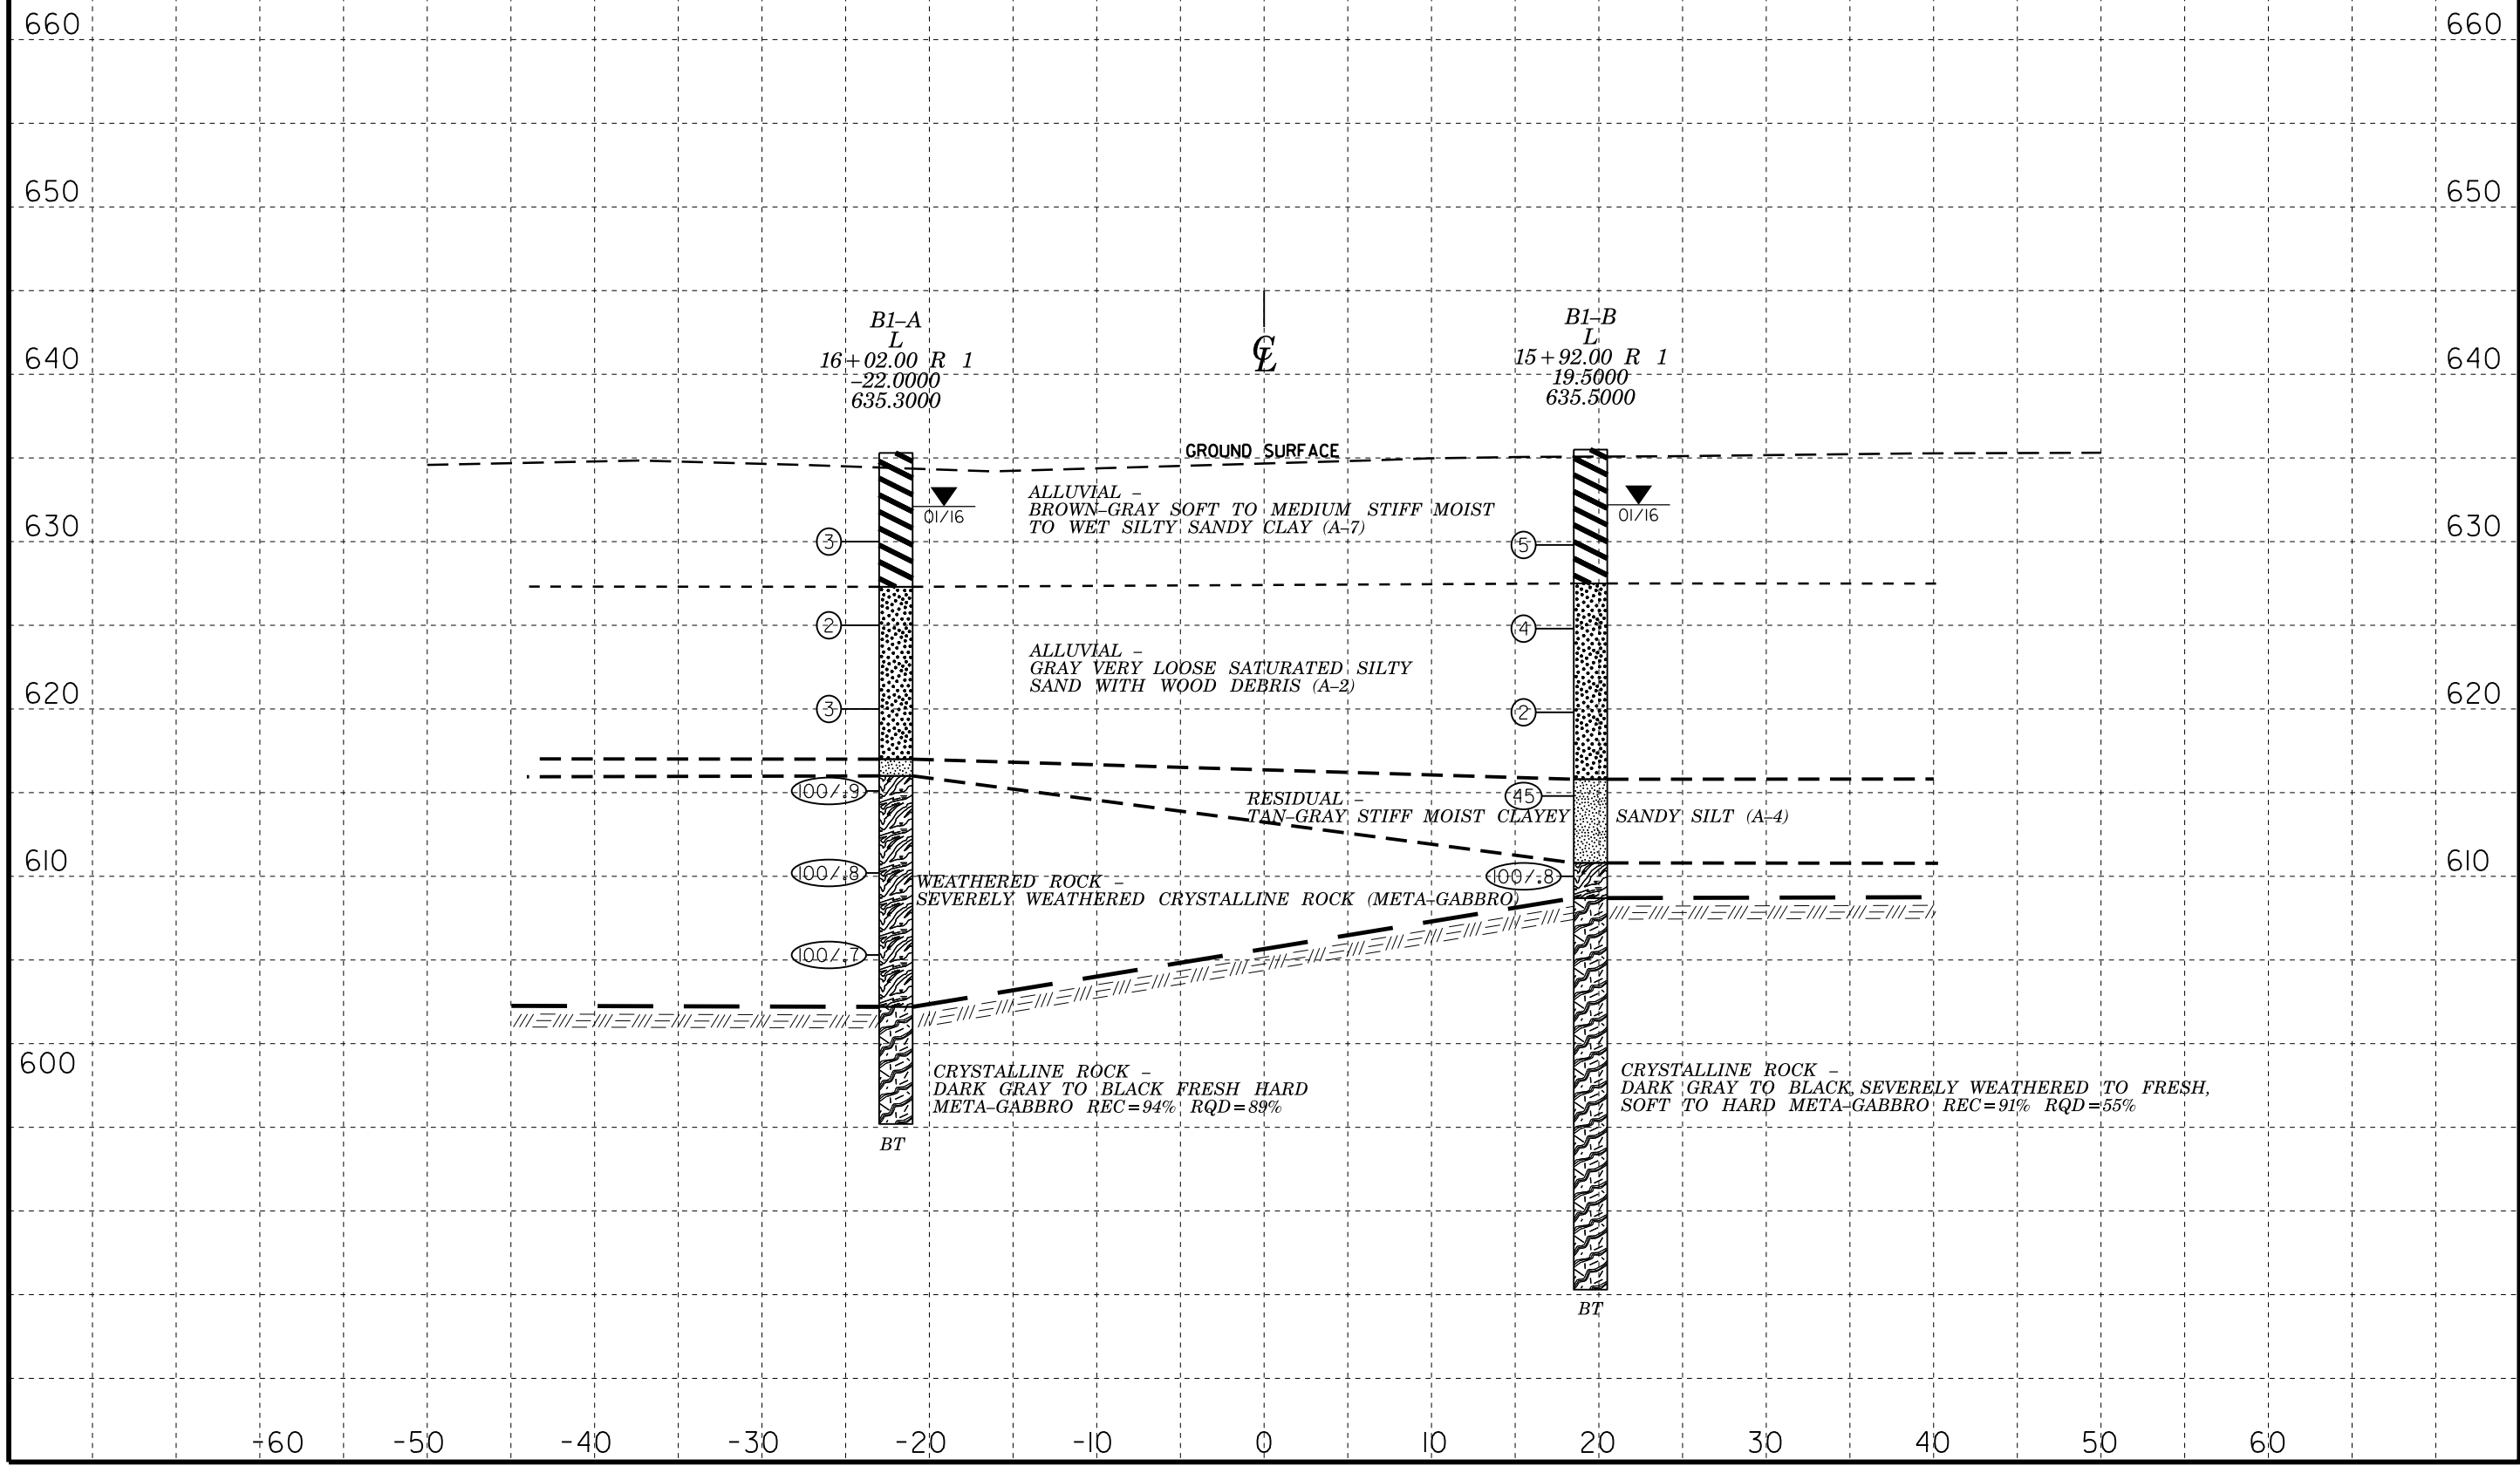 660
660
650
650
B1–A
L
16+02.00 R 1
–22.0000
635.3000
℄
B1–B
L
15+92.00 R 1
19.5000
635.5000
640
640
GROUND SURFACE
01/16
01/16
ALLUVIAL –
BROWN–GRAY SOFT TO MEDIUM STIFF MOIST
TO WET SILTY SANDY CLAY (A–7)
630
630
3
5
2
4
ALLUVIAL –
GRAY VERY LOOSE SATURATED SILTY
SAND WITH WOOD DEBRIS (A–2)
620
620
3
2
100/.9
45
RESIDUAL –
TAN–GRAY STIFF MOIST CLAYEY SANDY SILT (A–4)
610
610
100/.8
100/.8
WEATHERED ROCK –
SEVERELY WEATHERED CRYSTALLINE ROCK (META–GABBRO)
100/.7
600
CRYSTALLINE ROCK –
DARK GRAY TO BLACK FRESH HARD
META–GABBRO REC=94% RQD=89%
CRYSTALLINE ROCK –
DARK GRAY TO BLACK, SEVERELY WEATHERED TO FRESH,
SOFT TO HARD META–GABBRO REC=91% RQD=55%
BT
BT
-60 -50 -40 -30 -20 -10 0 10 20 30 40 50 60